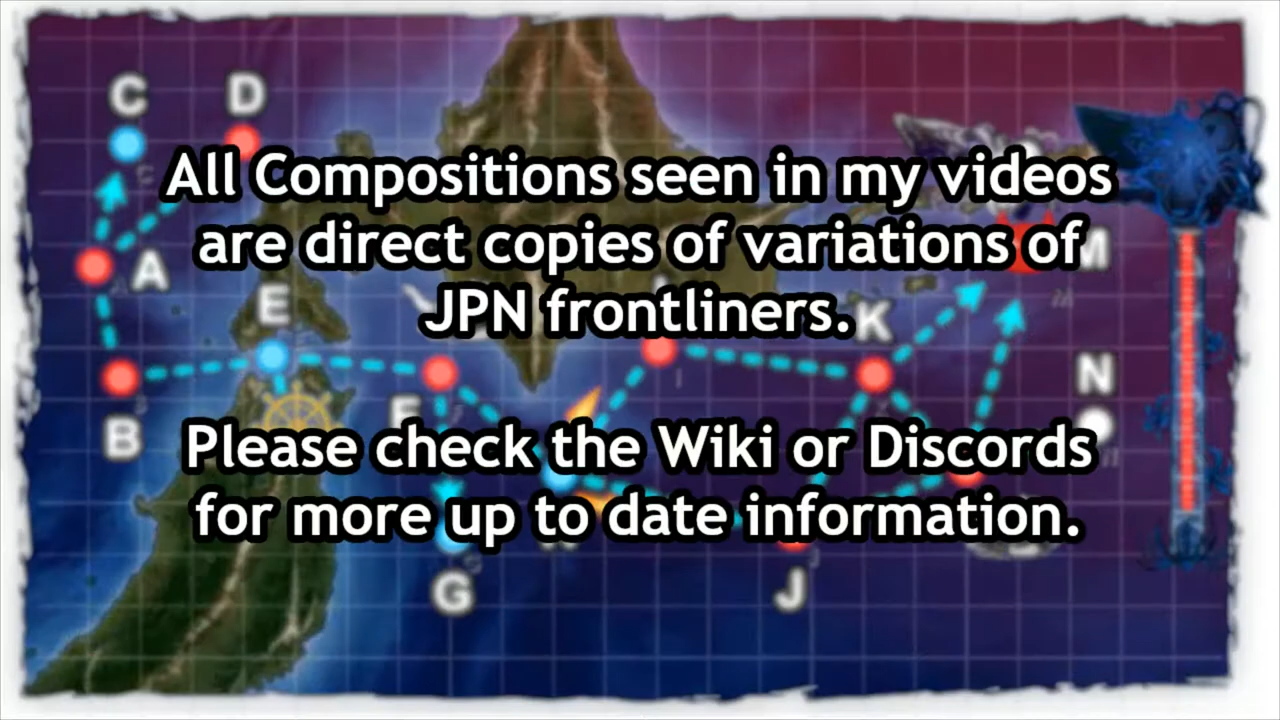 C D
All Compositions seen in my videos
are direct copies of variations of
M
A
E
JPN frontliners.
K
N
B
F
Please check the Wiki or Discords
for more up to date information.
G
J